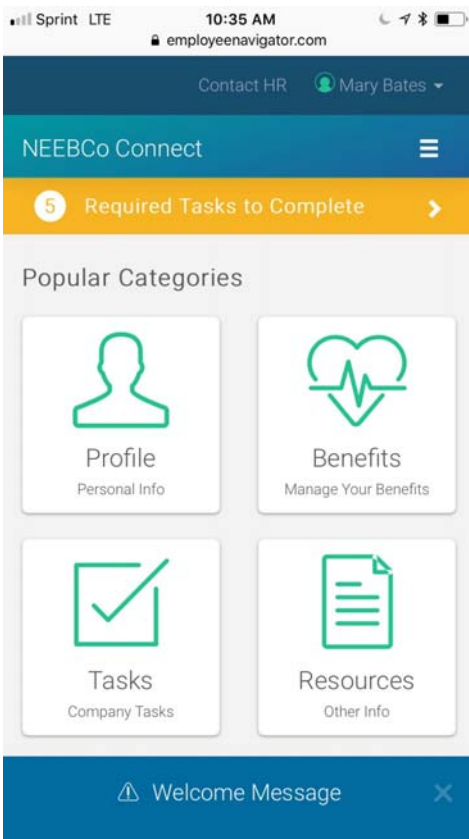 Sprint LTE 10:35 AM
employeenavigator.com
Contact HR Mary Bates
NEEBCo Connect
5 Required Tasks to Complete
Popular Categories
Profile
Personal Info
Benefits
Manage Your Benefits
Tasks
Company Tasks
Resources
Other Info
Welcome Message